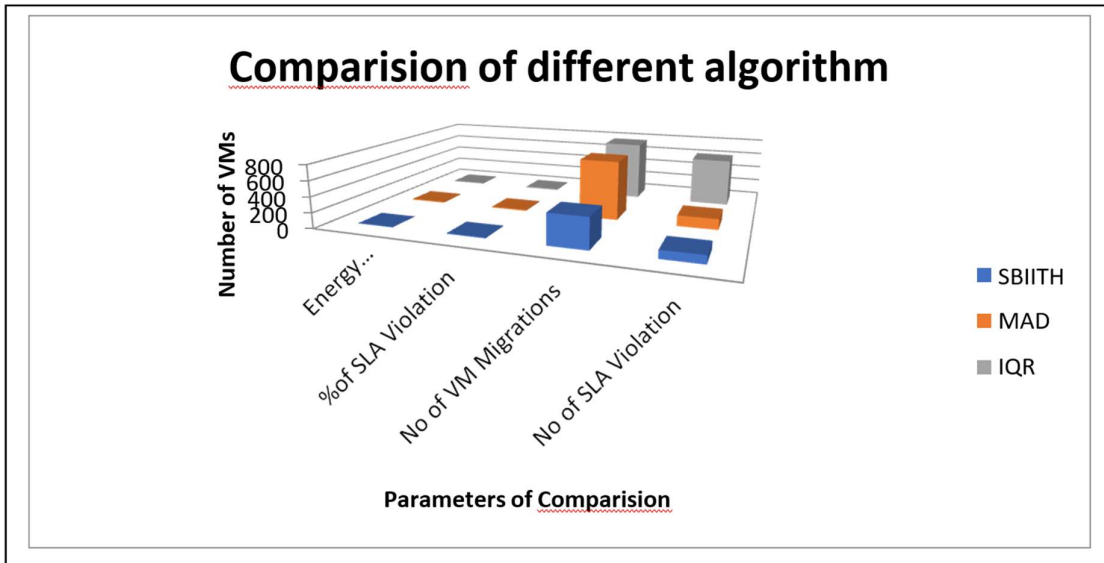 Comparision of different algorithm
Number of VMs
800
600
400
200
0
Energy...
%of SLA Violation
No of VM Migrations
No of SLA Violation
Parameters of Comparision
SBIITH
MAD
IQR